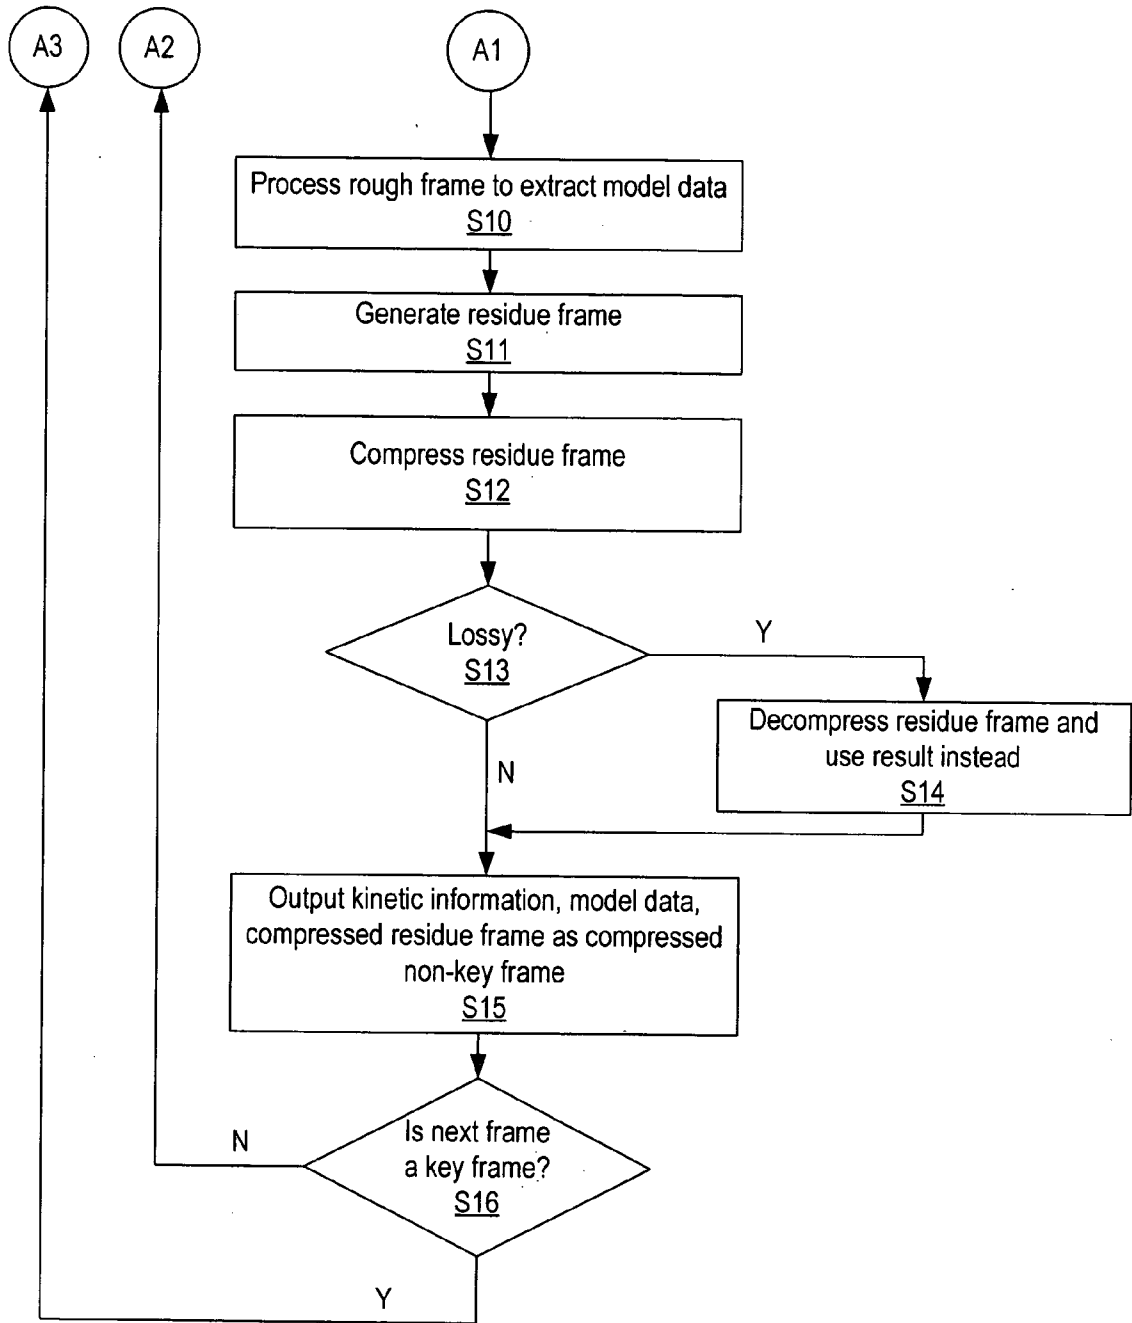 A3
A2
A1
Process rough frame to extract model data
S10
Generate residue frame
S11
Compress residue frame
S12
Lossy?
S13
Y
Decompress residue frame and
use result instead
S14
N
Output kinetic information, model data,
compressed residue frame as compressed
non-key frame
S15
Is next frame
a key frame?
S16
N
Y